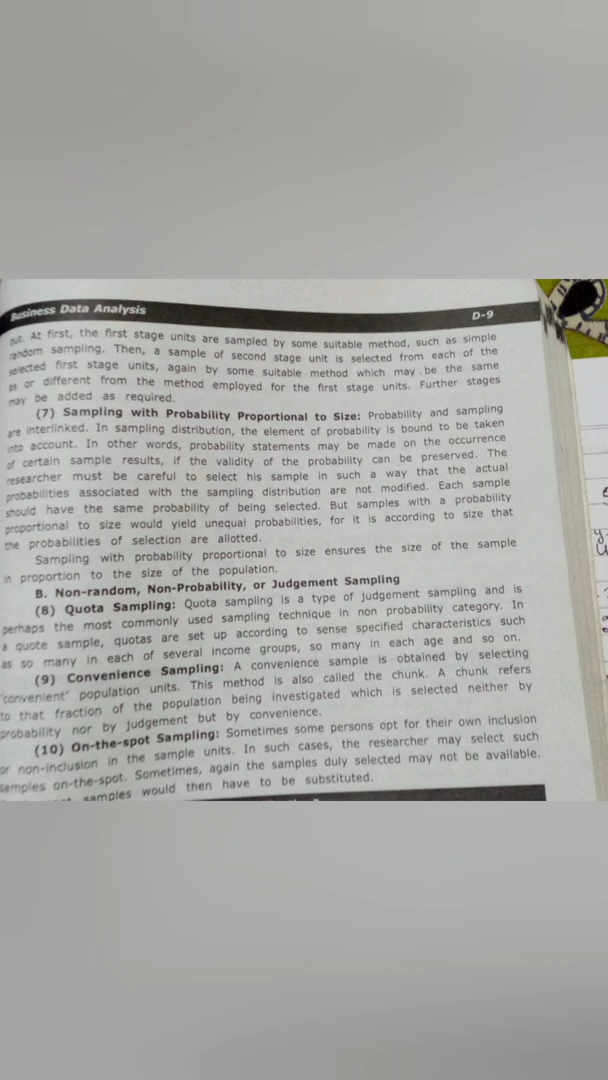 Business Data Analysis
D-9
out. At first, the first stage units are sampled by some suitable method, such as simple
random sampling. Then, a sample of second stage unit is selected from each of the
selected first stage units, again by some suitable method which may be the same
as or different from the method employed for the first stage units. Further stages
may be added as required.
(7) Sampling with Probability Proportional to Size: Probability and sampling
are interlinked. In sampling distribution, the element of probability is bound to be taken
into account. In other words, probability statements may be made on the occurrence
of certain sample results, if the validity of the probability can be preserved. The
researcher must be careful to select his sample in such a way that the actual
probabilities associated with the sampling distribution are not modified. Each sample
should have the same probability of being selected. But samples with a probability
proportional to size would yield unequal probabilities, for it is according to size that
the probabilities of selection are allotted.
Sampling with probability proportional to size ensures the size of the sample
in proportion to the size of the population.
B. Non-random, Non-Probability, or Judgement Sampling
(8) Quota Sampling: Quota sampling is a type of judgement sampling and is
perhaps the most commonly used sampling technique in non probability category. In
a quote sample, quotas are set up according to sense specified characteristics such
as so many in each of several income groups, so many in each age and so on.
(9) Convenience Sampling: A convenience sample is obtained by selecting
'convenient' population units. This method is also called the chunk. A chunk refers
to that fraction of the population being investigated which is selected neither by
probability nor by judgement but by convenience.
(10) On-the-spot Sampling: Sometimes some persons opt for their own inclusion
or non-inclusion in the sample units. In such cases, the researcher may select such
samples on-the-spot. Sometimes, again the samples duly selected may not be available.
samples would then have to be substituted.